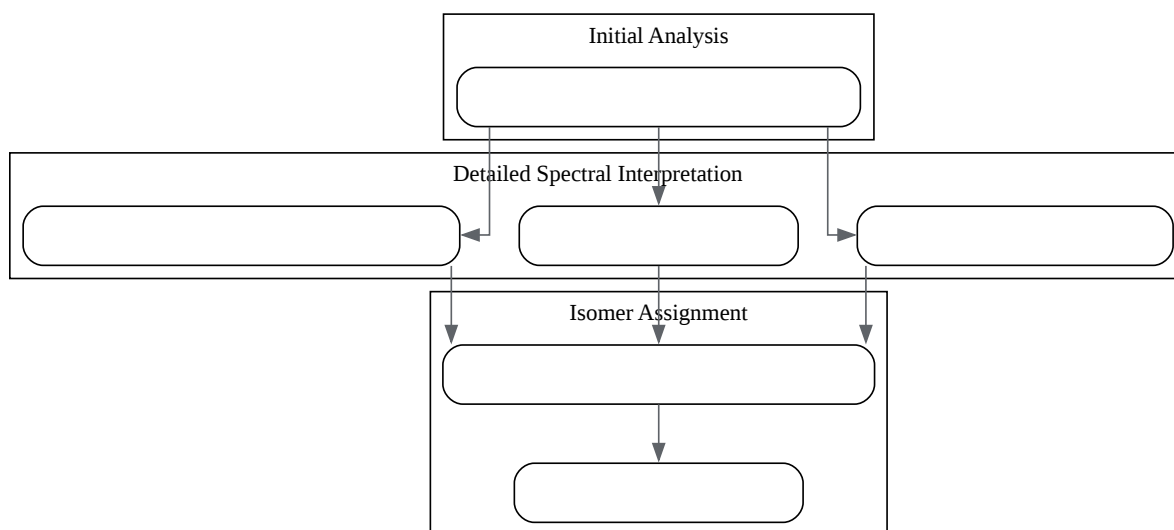 Initial Analysis
Detailed Spectral Interpretation
Isomer Assignment